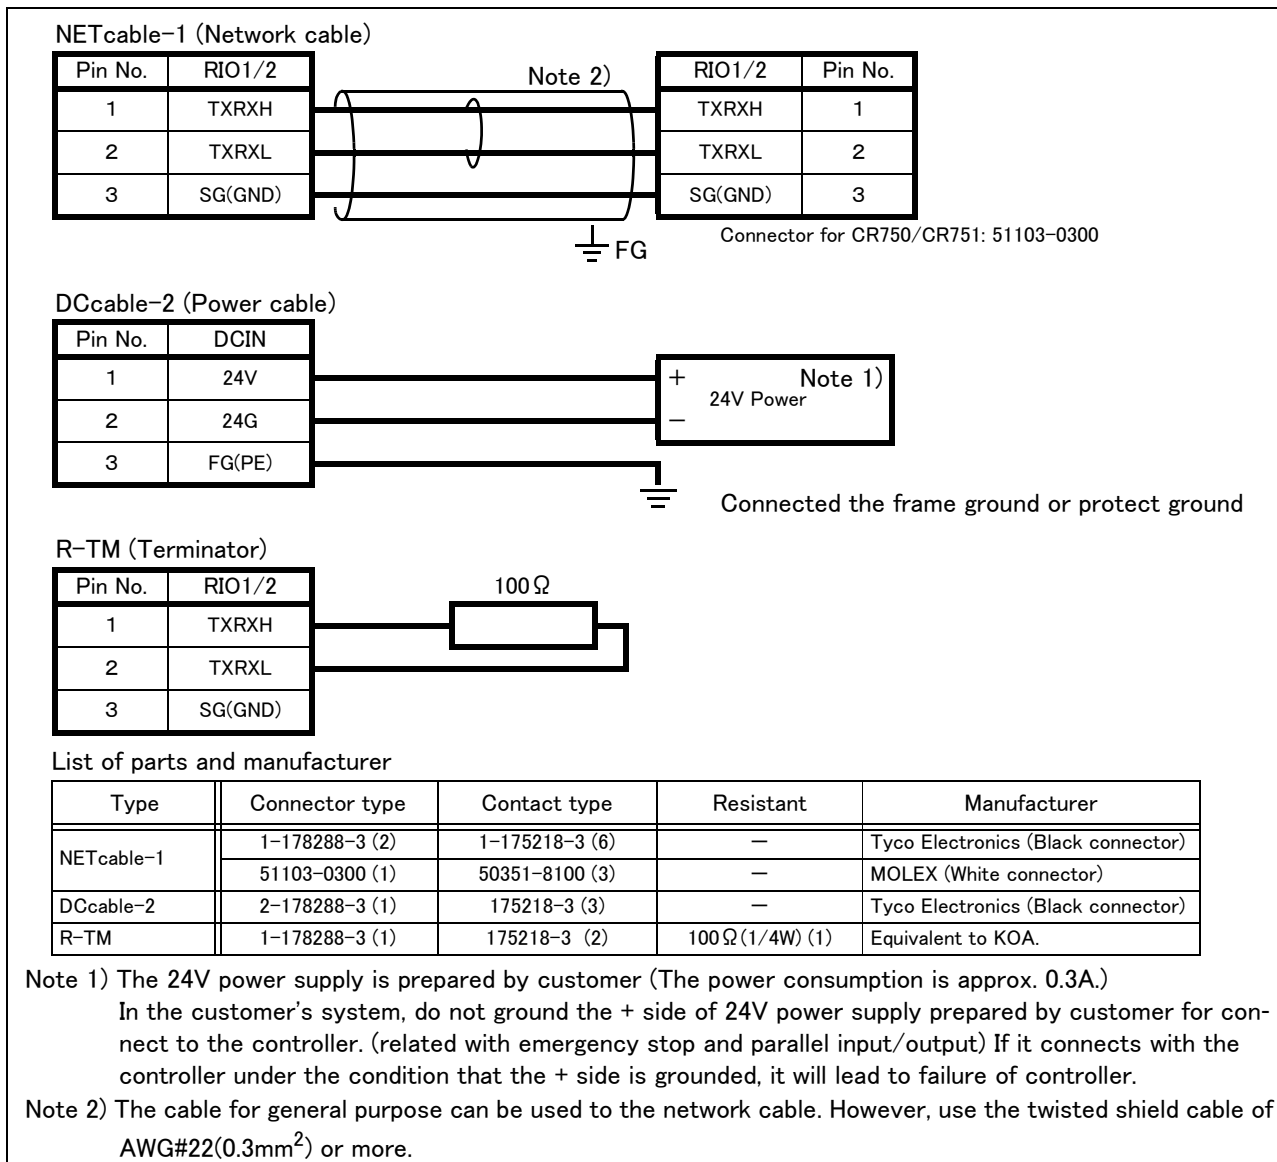 NETcable-1 (Network cable)
Pin No. RIO1/2 Note 2) RIO1/2 Pin No.
1 TXRXH TXRXH 1
2 TXRXL TXRXL 2
3 SG(GND) SG(GND) 3
FG Connector for CR750/CR751: 51103-0300
DCcable-2 (Power cable)
Pin No. DCIN
1 24V + Note 1)
24V Power
2 24G −
3 FG(PE)
Connected the frame ground or protect ground
R-TM (Terminator)
Pin No. RIO1/2 100Ω
1 TXRXH
2 TXRXL
3 SG(GND)
List of parts and manufacturer
Type Connector type Contact type Resistant Manufacturer
NETcable-1 1-178288-3 (2) 1-175218-3 (6) − Tyco Electronics (Black connector)
51103-0300 (1) 50351-8100 (3) − MOLEX (White connector)
DCcable-2 2-178288-3 (1) 175218-3 (3) − Tyco Electronics (Black connector)
R-TM 1-178288-3 (1) 175218-3 (2) 100Ω(1/4W) (1) Equivalent to KOA.
Note 1) The 24V power supply is prepared by customer (The power consumption is approx. 0.3A.)
In the customer's system, do not ground the + side of 24V power supply prepared by customer for con-
nect to the controller. (related with emergency stop and parallel input/output) If it connects with the
controller under the condition that the + side is grounded, it will lead to failure of controller.
Note 2) The cable for general purpose can be used to the network cable. However, use the twisted shield cable of
AWG#22(0.3mm²) or more.